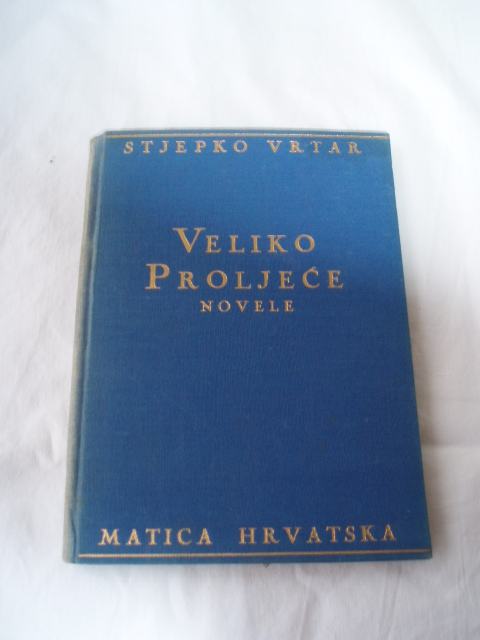 STJEPKO VRTAR
VELIKO
PROLJEĆE
NOVELE
MATICA HRVATSKA